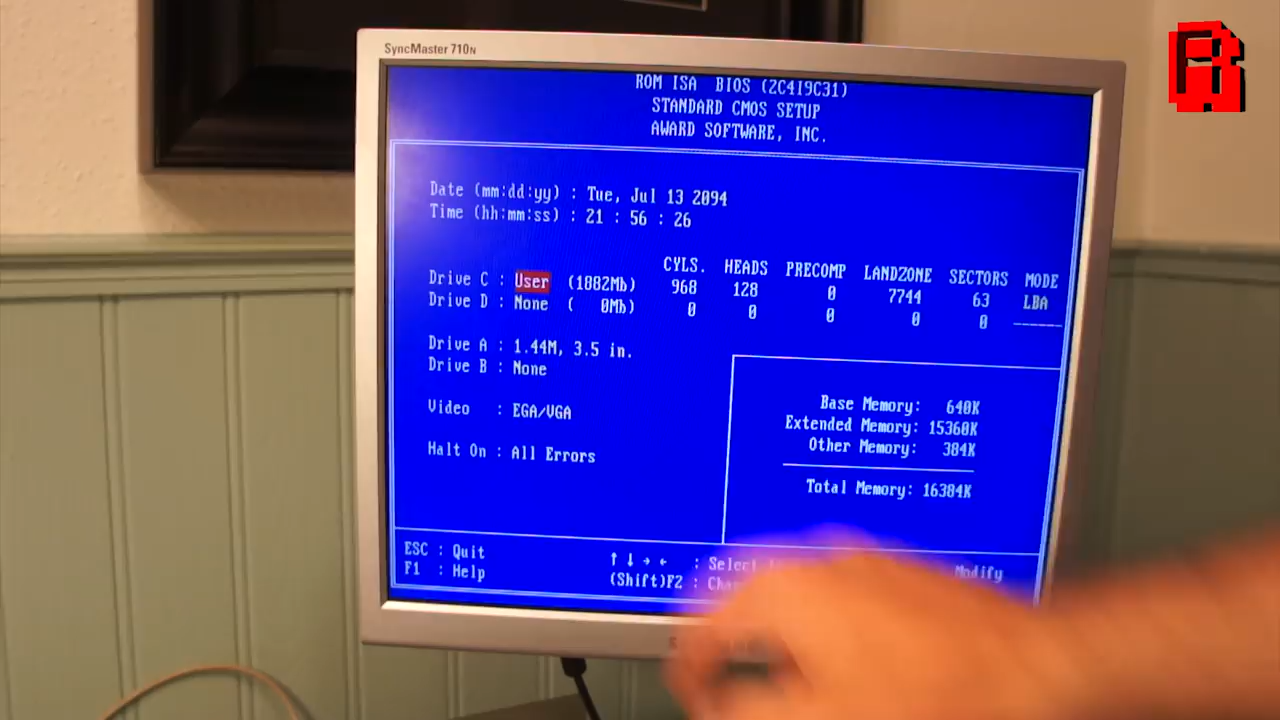 SyncMaster 710N
ROM ISA BIOS (2C4I9C31)
STANDARD CMOS SETUP
AWARD SOFTWARE, INC.
Date (mm:dd:yy) : Tue, Jul 13 2094
Time (hh:mm:ss) : 21 : 56 : 26
CYLS. HEADS PRECOMP LANDZONE SECTORS MODE
Drive C : User (1882Mb) 968 128 0 7744 63 LBA
Drive D : None ( 0Mb) 0 0 0 0 0 ------
Drive A : 1.44M, 3.5 in.
Drive B : None
Video : EGA/VGA
Halt On : All Errors
Base Memory: 640K
Extended Memory: 15360K
Other Memory: 384K
Total Memory: 16384K
ESC : Quit ↑ ↓ → ← : Select Modify
F1 : Help (Shift)F2 :